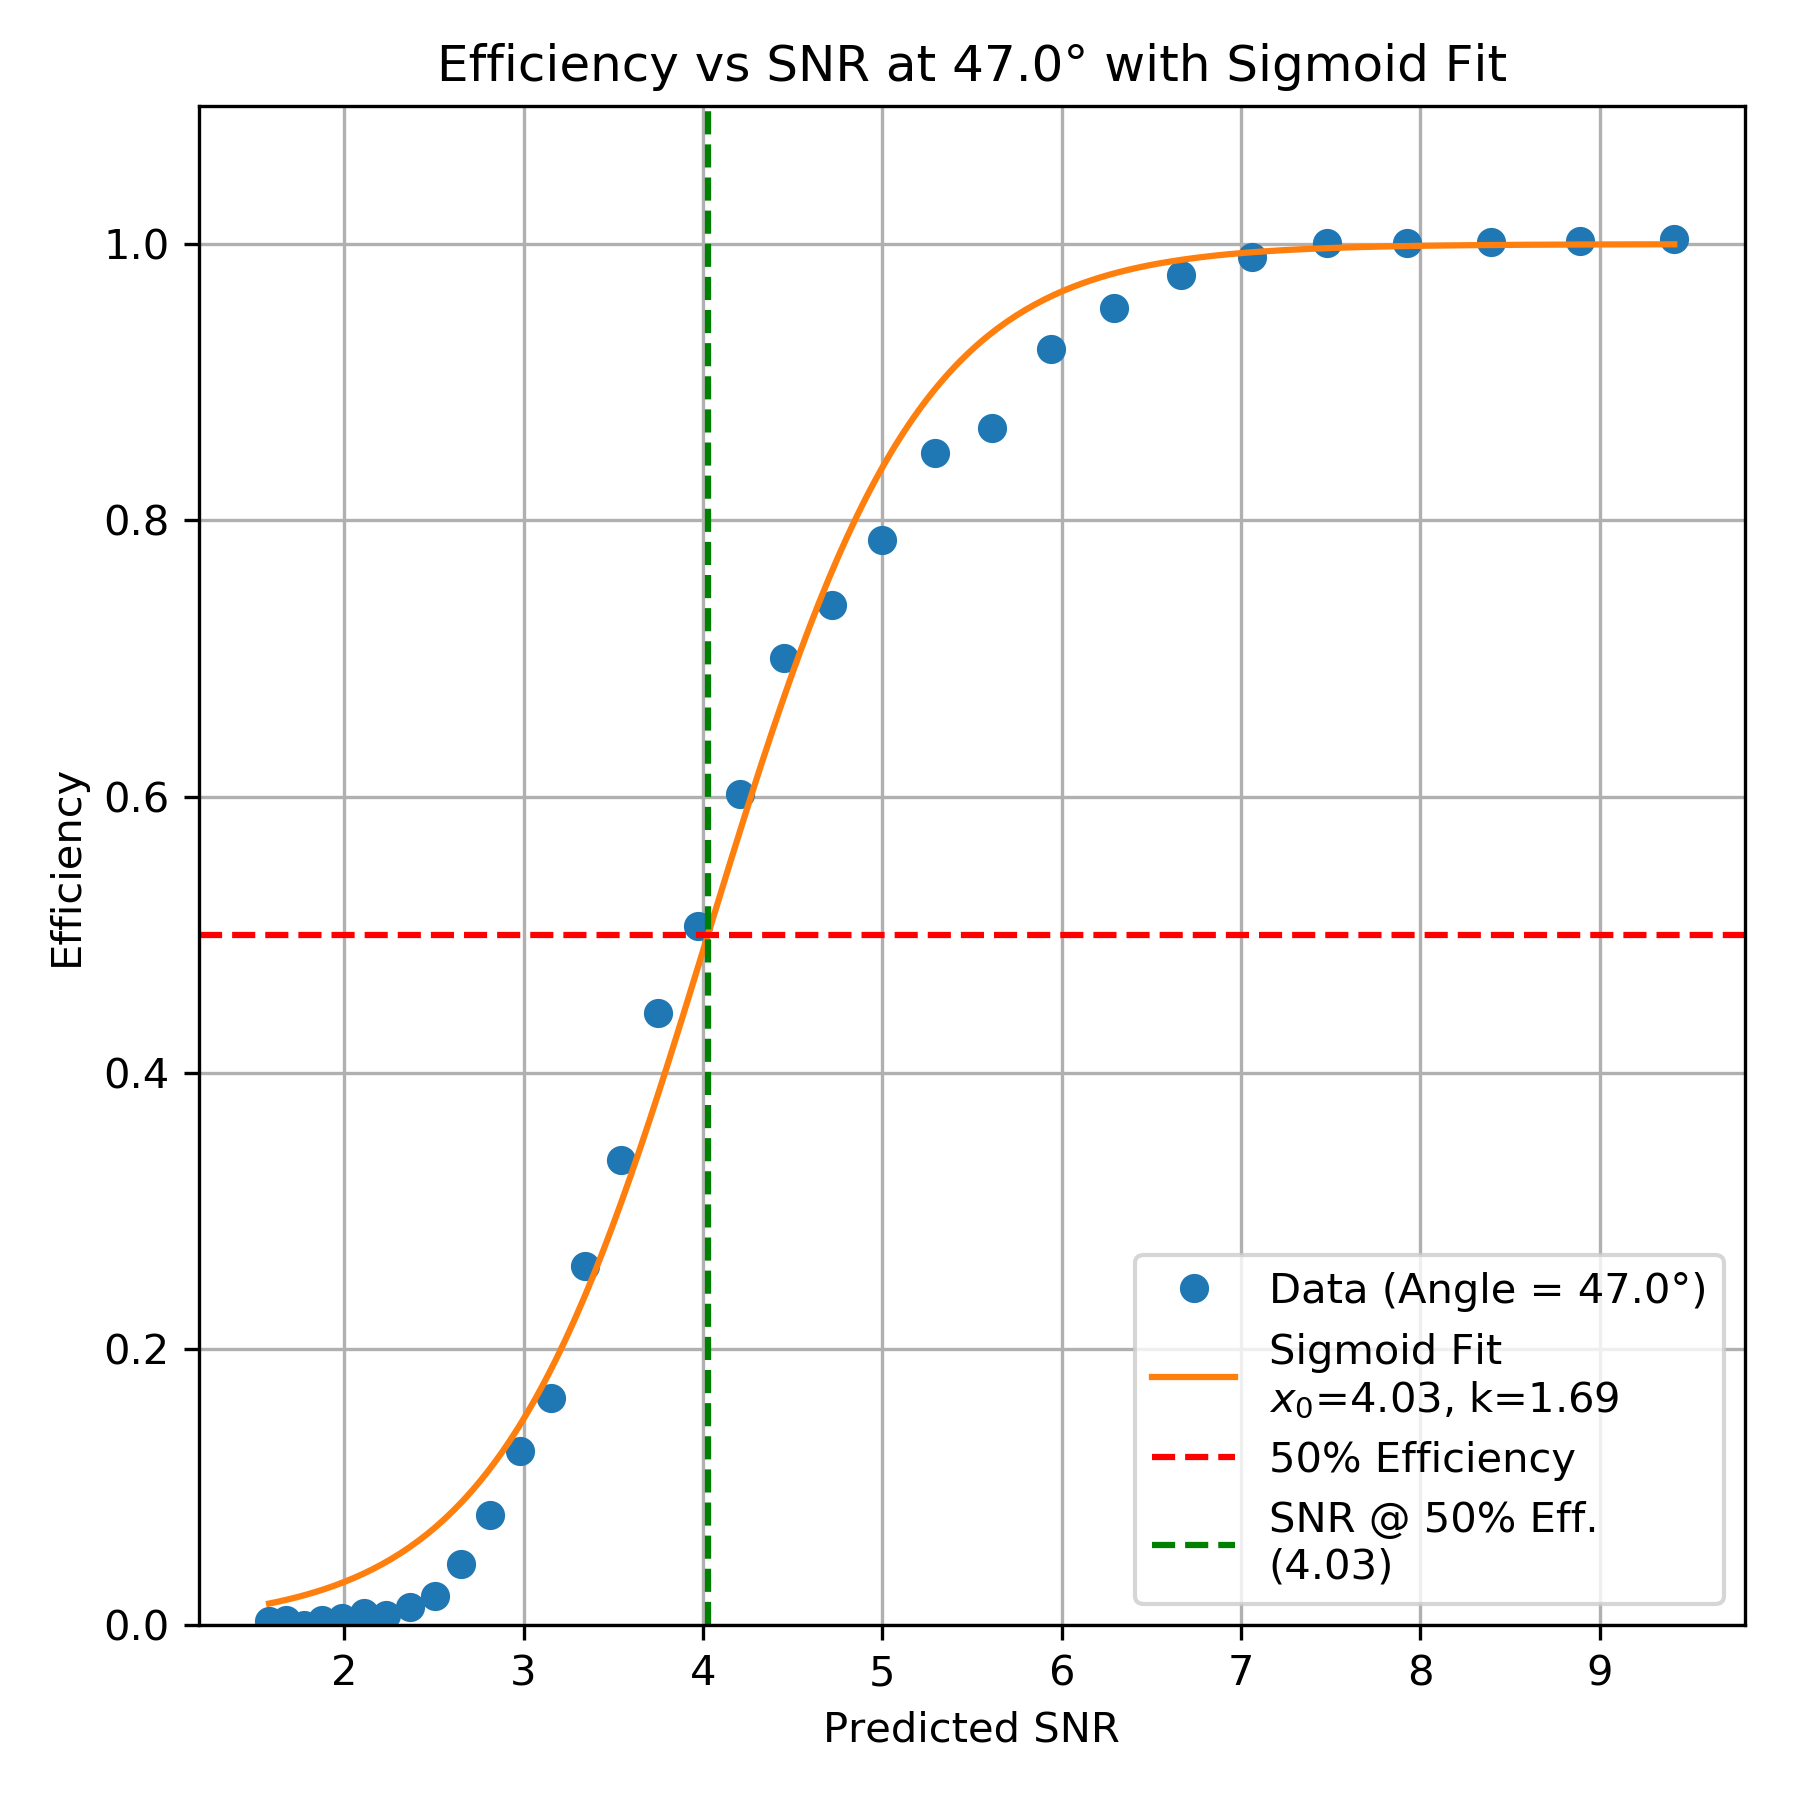 Efficiency vs SNR at 47.0° with Sigmoid Fit
Efficiency
1.0
0.8
0.6
0.4
0.2
0.0
2 3 4 5 6 7 8 9
Predicted SNR
Data (Angle = 47.0°)
Sigmoid Fit
x₀=4.03, k=1.69
50% Efficiency
SNR @ 50% Eff.
(4.03)